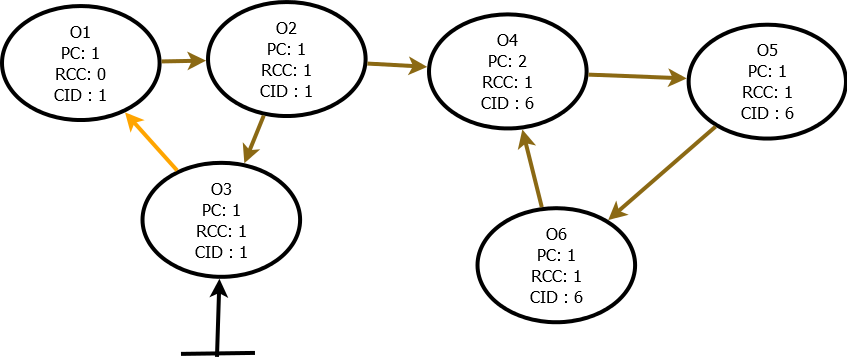 O1
PC: 1
RCC: 0
CID : 1
O2
PC: 1
RCC: 1
CID : 1
O4
PC: 2
RCC: 1
CID : 6
O5
PC: 1
RCC: 1
CID : 6
O3
PC: 1
RCC: 1
CID : 1
O6
PC: 1
RCC: 1
CID : 6